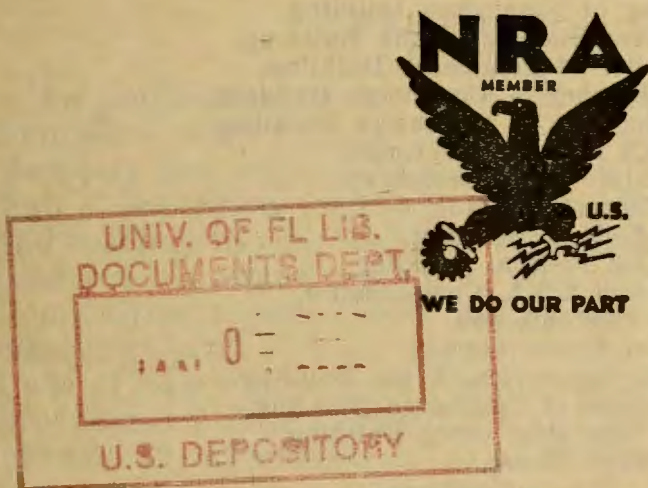 NRA
MEMBER
U.S.
WE DO OUR PART
UNIV. OF FL LIB.
DOCUMENTS DEPT.
U.S. DEPOSITORY